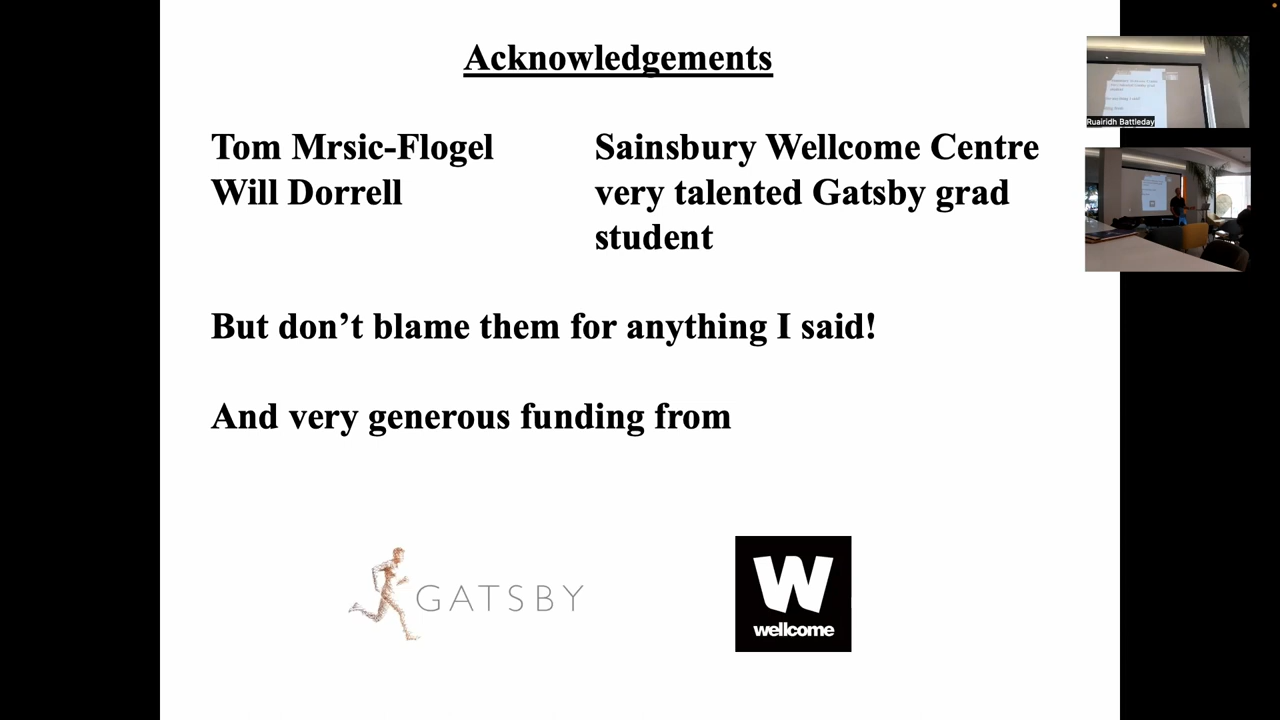 Acknowledgements
Tom Mrsic-Flogel Sainsbury Wellcome Centre
Will Dorrell very talented Gatsby grad
student
But don’t blame them for anything I said!
And very generous funding from
GATSBY
W
wellcome
Ruairidh Battleday